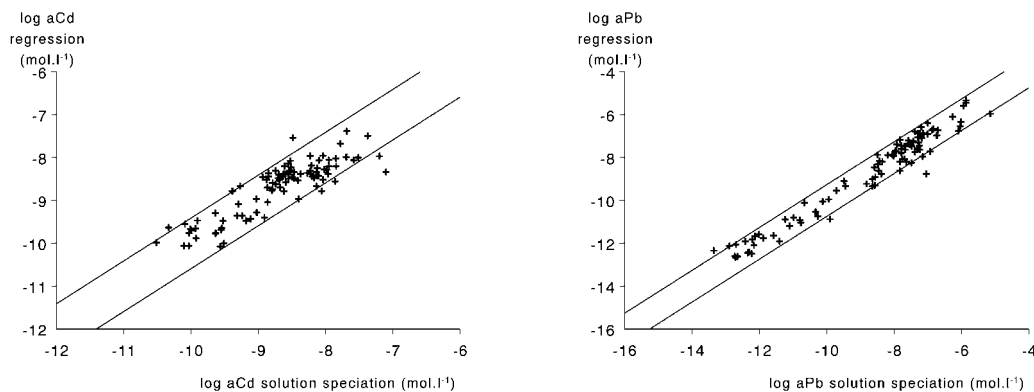 log aCd
regression
(mol.l-1)
-6
-7
-8
-9
-10
-11
-12
-12 -11 -10 -9 -8 -7 -6
log aCd solution speciation (mol.l-1)
log aPb
regression
(mol.l-1)
-4
-6
-8
-10
-12
-14
-16
-16 -14 -12 -10 -8 -6 -4
log aPb solution speciation (mol.l-1)